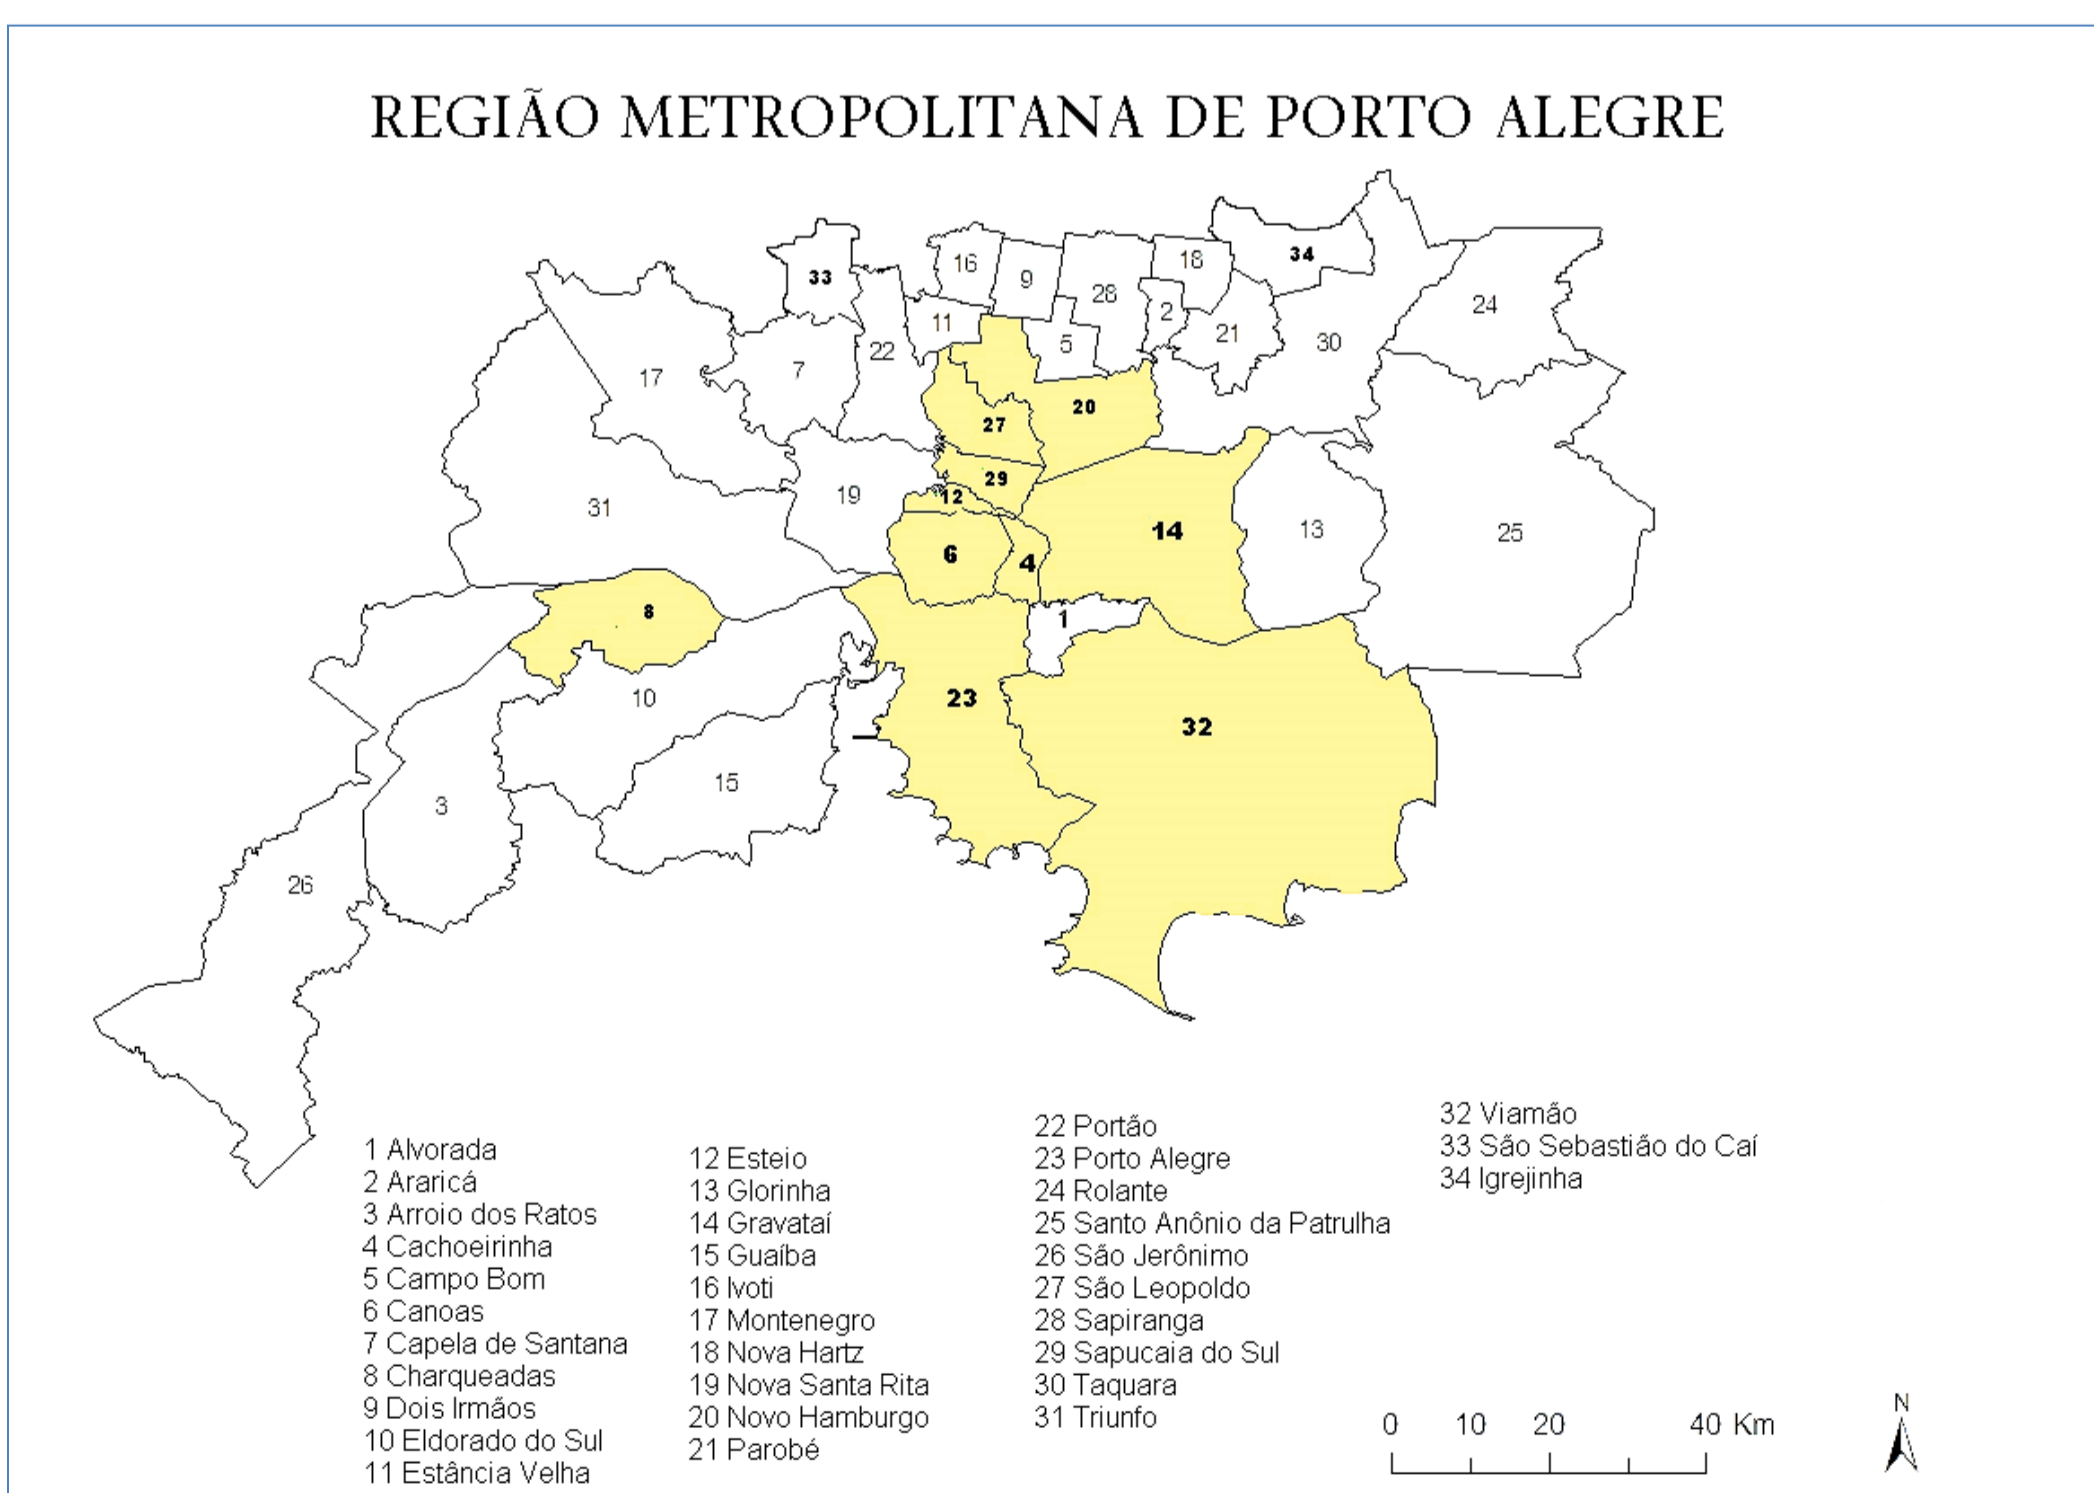 REGIÃO METROPOLITANA DE PORTO ALEGRE
34
33
16
9
18
28
24
2
11
21
30
5
22
7
17
20
27
29
12
19
31
14
13
25
6
4
8
1
10
23
32
15
3
26
1 Alvorada
2 Araricá
3 Arroio dos Ratos
4 Cachoeirinha
5 Campo Bom
6 Canoas
7 Capela de Santana
8 Charqueadas
9 Dois Irmãos
10 Eldorado do Sul
11 Estância Velha
12 Esteio
13 Glorinha
14 Gravataí
15 Guaíba
16 Ivoti
17 Montenegro
18 Nova Hartz
19 Nova Santa Rita
20 Novo Hamburgo
21 Parobé
22 Portão
23 Porto Alegre
24 Rolante
25 Santo Anônio da Patrulha
26 São Jerônimo
27 São Leopoldo
28 Sapiranga
29 Sapucaia do Sul
30 Taquara
31 Triunfo
32 Viamão
33 São Sebastião do Caí
34 Igrejinha
0 10 20 40 Km
N